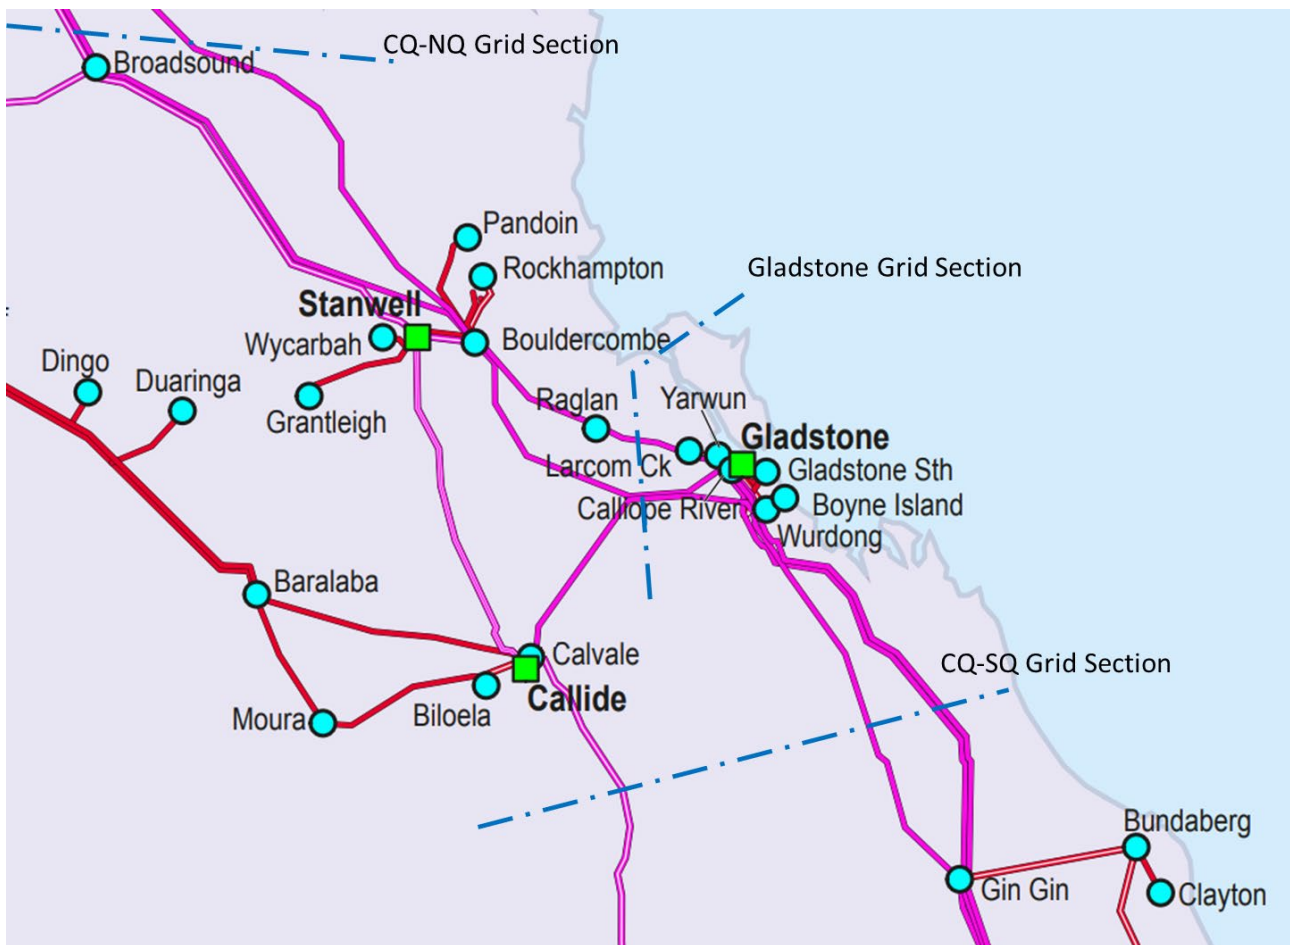 CQ-NQ Grid Section
Broadsound
Pandoin
Rockhampton
Gladstone Grid Section
Stanwell
Wycarbah
Bouldercombe
Dingo
Duaringa
Grantleigh
Raglan
Yarwun
Gladstone
Larcom Ck
Gladstone Sth
Calliope River
Boyne Island
Wurdong
Baralaba
Calvale
CQ-SQ Grid Section
Callide
Biloela
Moura
Bundaberg
Gin Gin
Clayton